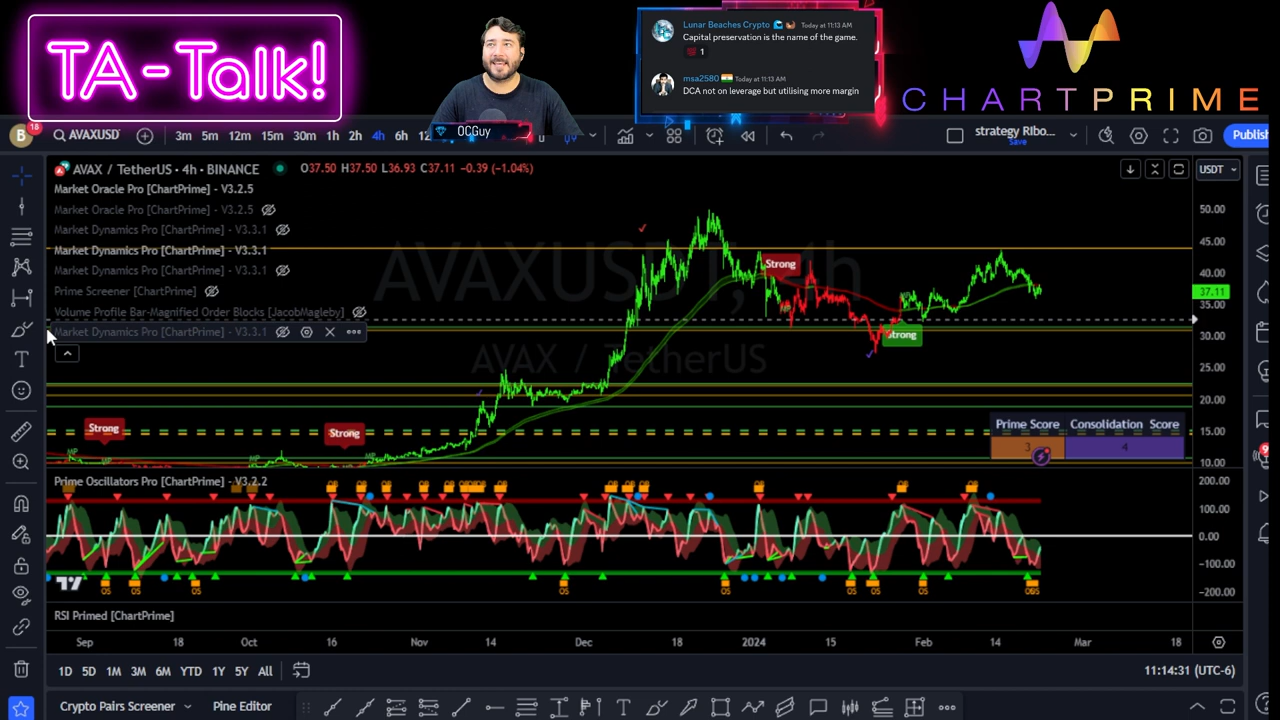 TA-Talk!
OCGuy
Lunar Beaches Crypto Today at 11:13 AM
Capital preservation is the name of the game.
1
msa2580 Today at 11:13 AM
DCA not on leverage but utilising more margin
CHARTPRIME
B 18 AVAXUSDT 3m 5m 12m 15m 30m 1h 2h 4h 6h strategy RIbo... Save Publish
AVAX / TetherUS · 4h · BINANCE O37.50 H37.50 L36.93 C37.11 −0.39 (−1.04%) USDT
Market Oracle Pro [ChartPrime] - V3.2.5
Market Oracle Pro [ChartPrime] - V3.2.5
Market Dynamics Pro [ChartPrime] - V3.3.1
Market Dynamics Pro [ChartPrime] - V3.3.1
Market Dynamics Pro [ChartPrime] - V3.3.1
Prime Screener [ChartPrime]
Volume Profile Bar-Magnified Order Blocks [JacobMagleby]
Market Dynamics Pro [ChartPrime] - V3.3.1
AVAXUSDT, 4h
AVAX / TetherUS
Strong
Strong
Strong
Strong
50.00
45.00
40.00
37.11
35.00
30.00
25.00
20.00
15.00
10.00
Prime Score Consolidation Score
3 4
Prime Oscillators Pro [ChartPrime] - V3.2.2
200.00
100.00
0.00
−100.00
−200.00
RSI Primed [ChartPrime]
Sep 18 Oct 16 Nov 14 Dec 18 2024 15 Feb 14 Mar 18
1D 5D 1M 3M 6M YTD 1Y 5Y All 11:14:31 (UTC-6)
Crypto Pairs Screener Pine Editor